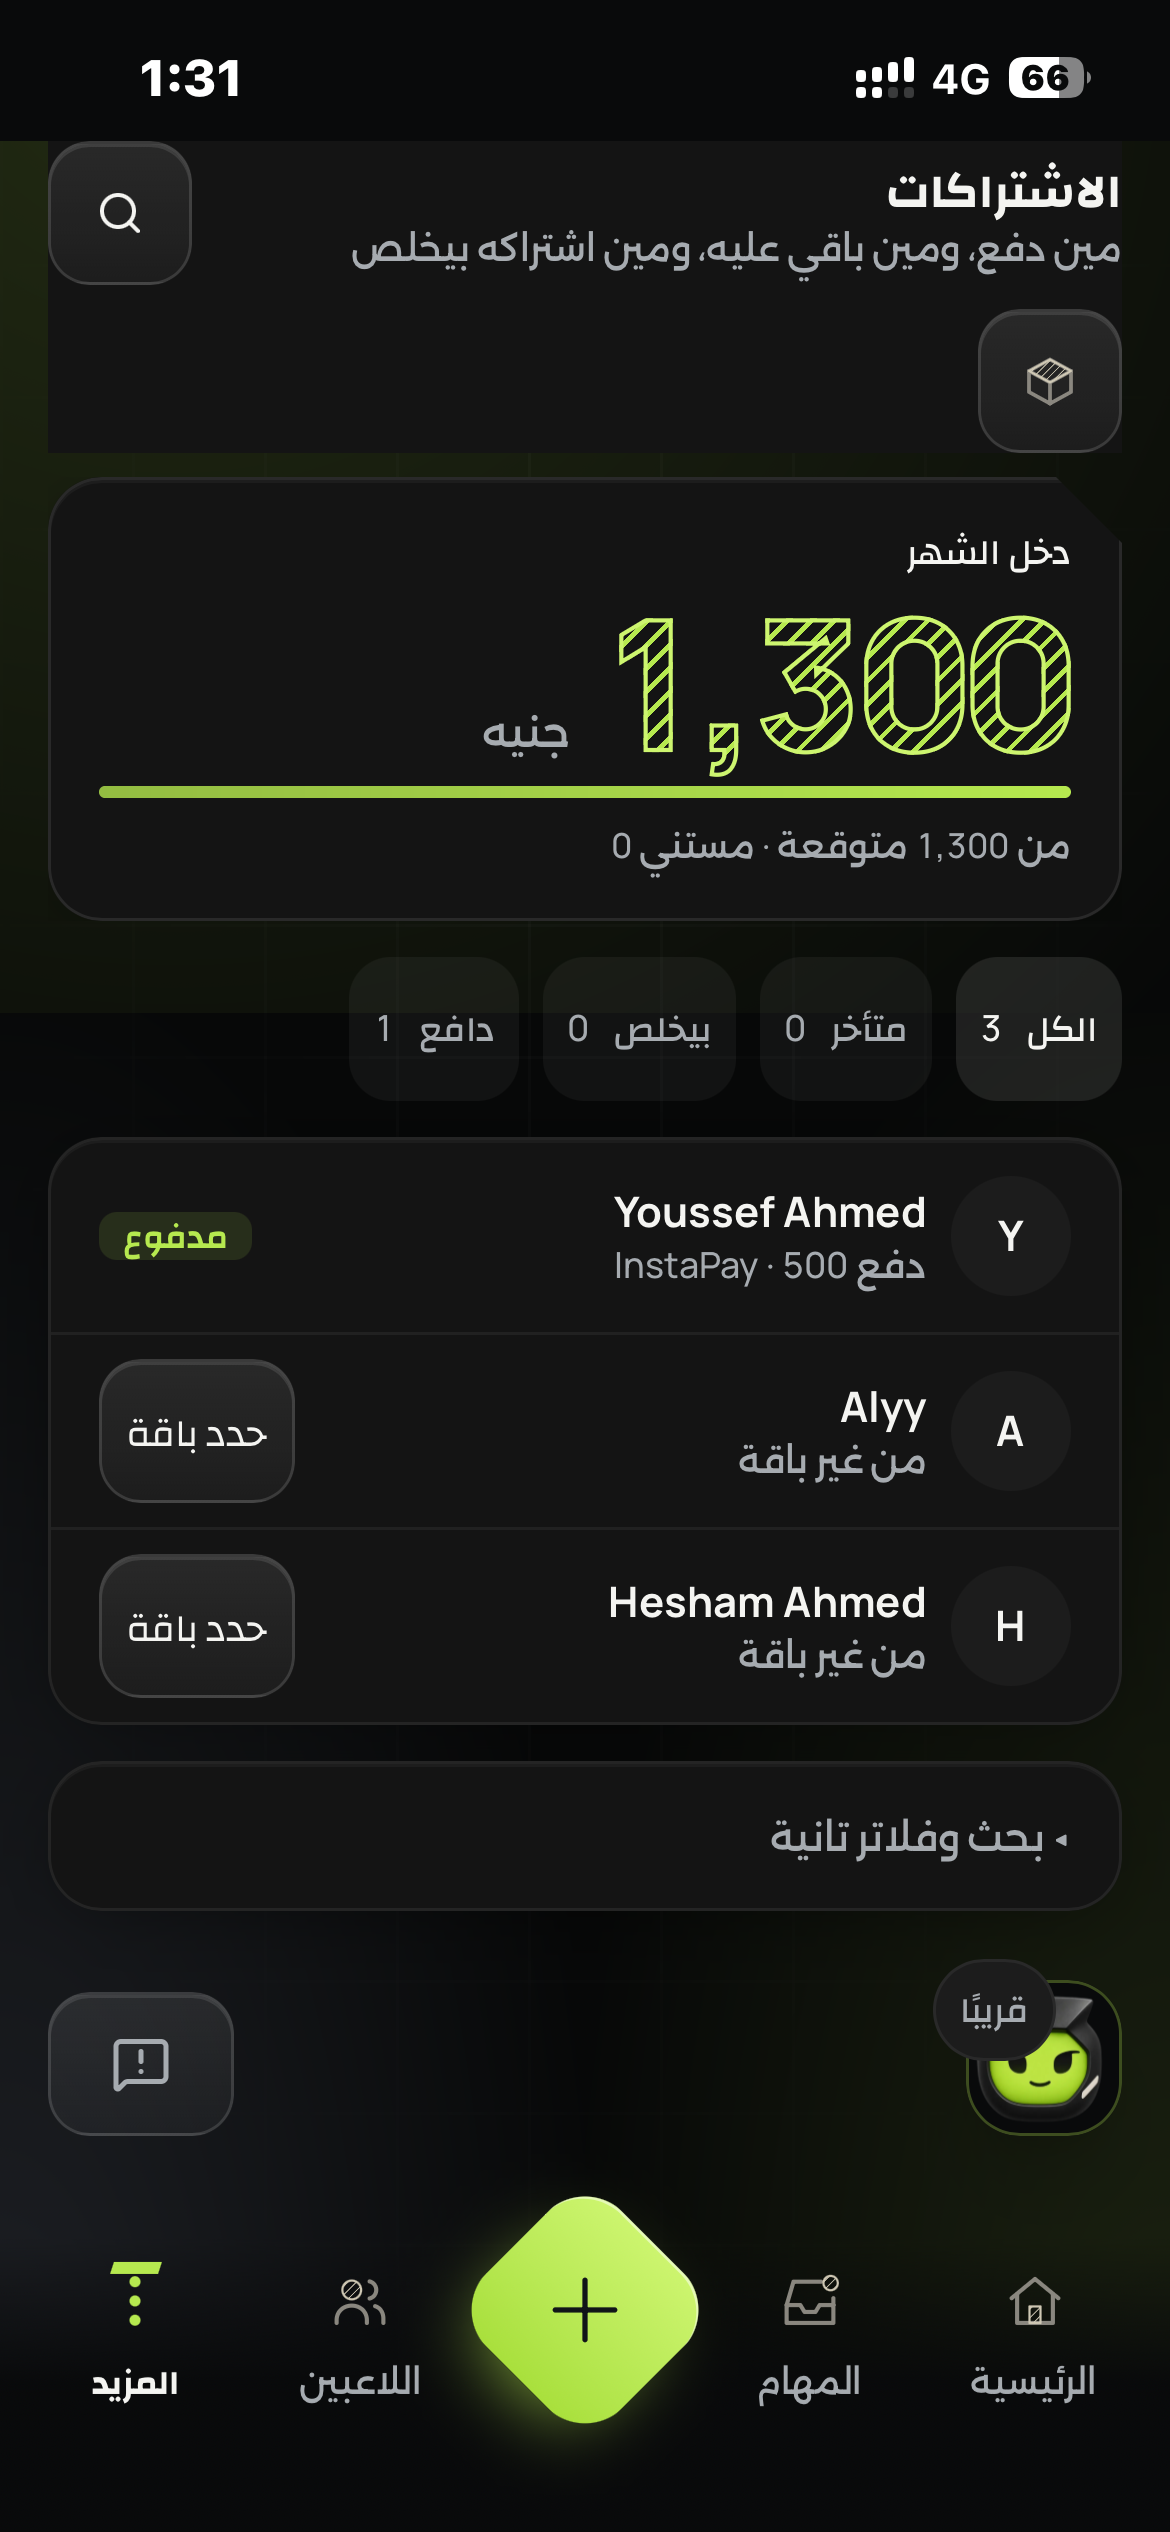 1:31
4G 66
الاشتراكات
مين دفع، ومين باقي عليه، ومين اشتراكه بيخلص
دخل الشهر
1,300 جنيه
من 1,300 متوقعة · مستني 0
الكل 3
متأخر 0
بيخلص 0
دافع 1
Y
Youssef Ahmed
دفع 500 · InstaPay
مدفوع
A
Alyy
من غير باقة
حدد باقة
H
Hesham Ahmed
من غير باقة
حدد باقة
بحث وفلاتر تانية
قريبًا
الرئيسية
المهام
اللاعبين
المزيد